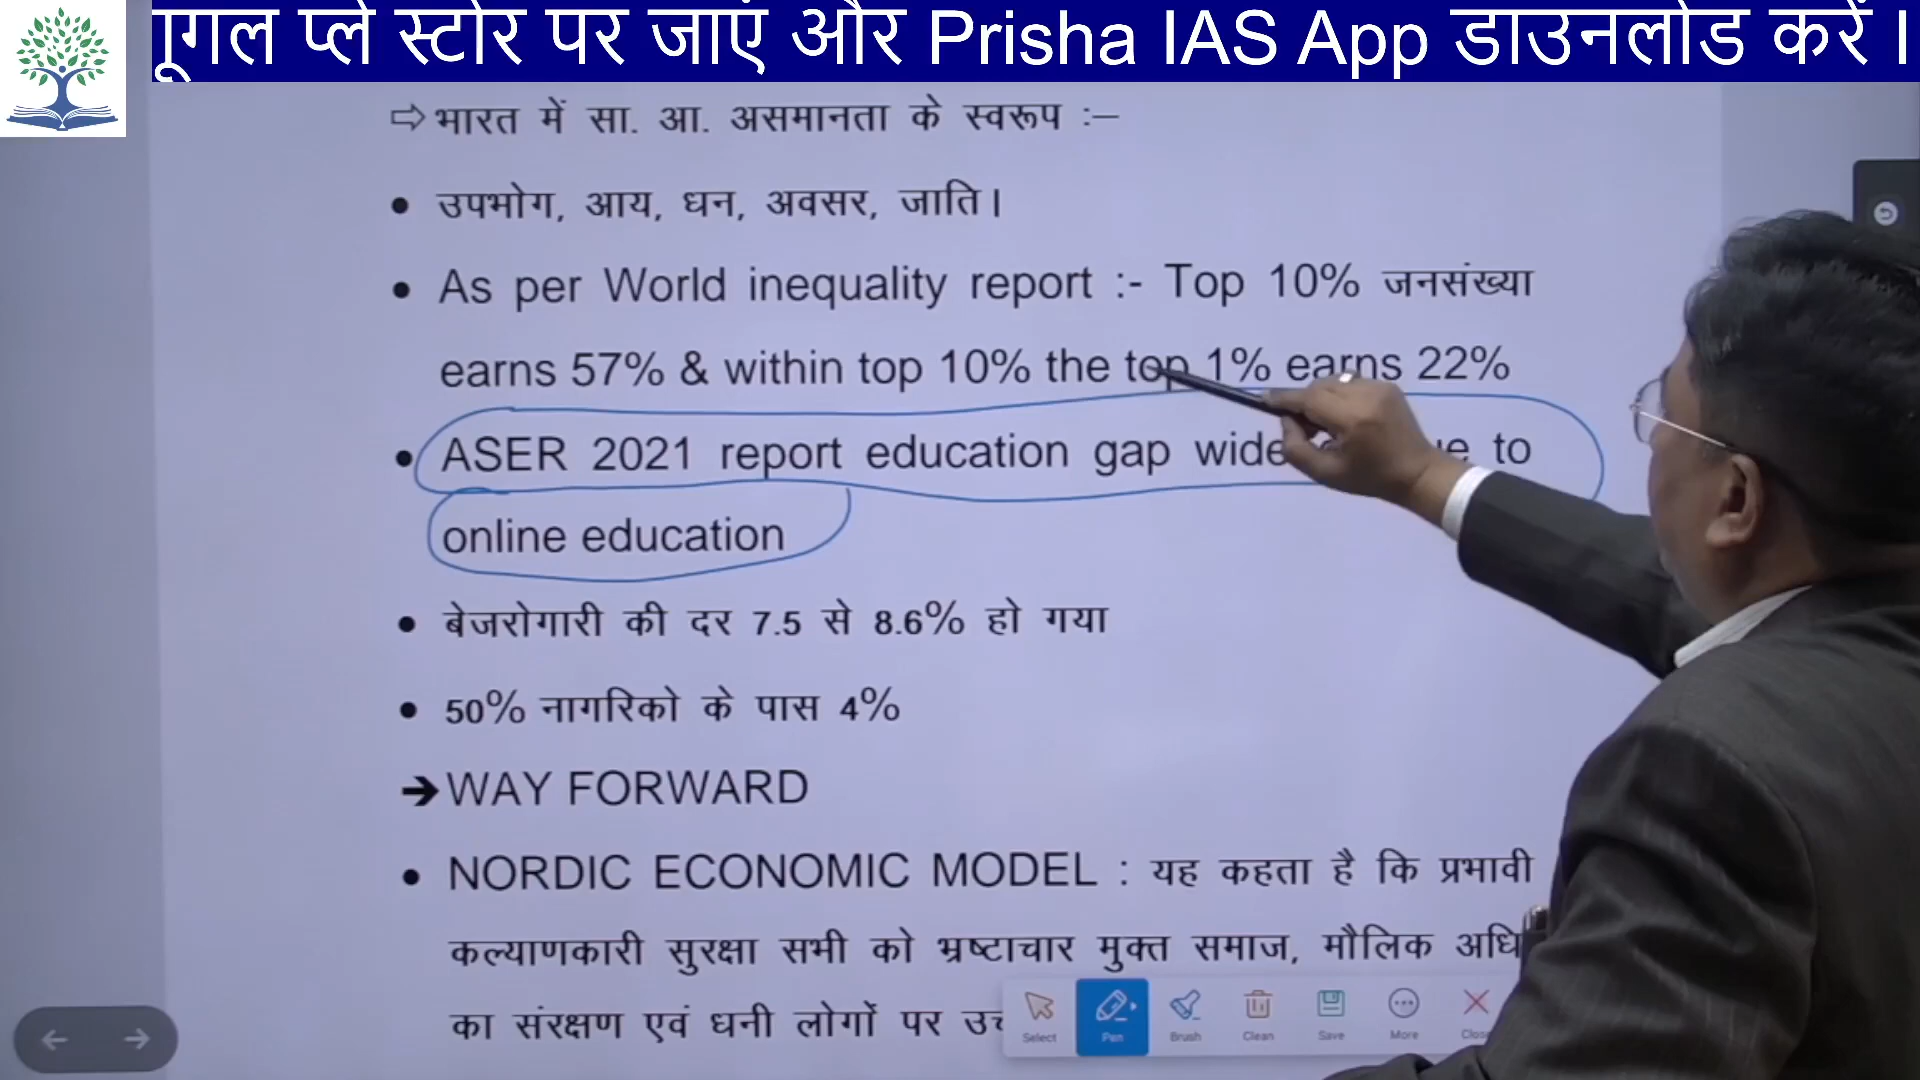 गूगल प्ले स्टोर पर जाएं और Prisha IAS App डाउनलोड करें ।
⇨ भारत में सा. आ. असमानता के स्वरूप :–
• उपभोग, आय, धन, अवसर, जाति।
• As per World inequality report :- Top 10% जनसंख्या
earns 57% & within top 10% the top 1% earns 22%
• ASER 2021 report education gap to
online education
• बेजरोगारी की दर 7.5 से 8.6% हो गया
• 50% नागरिको के पास 4%
➔ WAY FORWARD
• NORDIC ECONOMIC MODEL : यह कहता है कि प्रभावी
कल्याणकारी सुरक्षा सभी को भ्रष्टाचार मुक्त समाज, मौलिक
का संरक्षण एवं धनी लोगों पर
Select Pen Brush Clean Save More